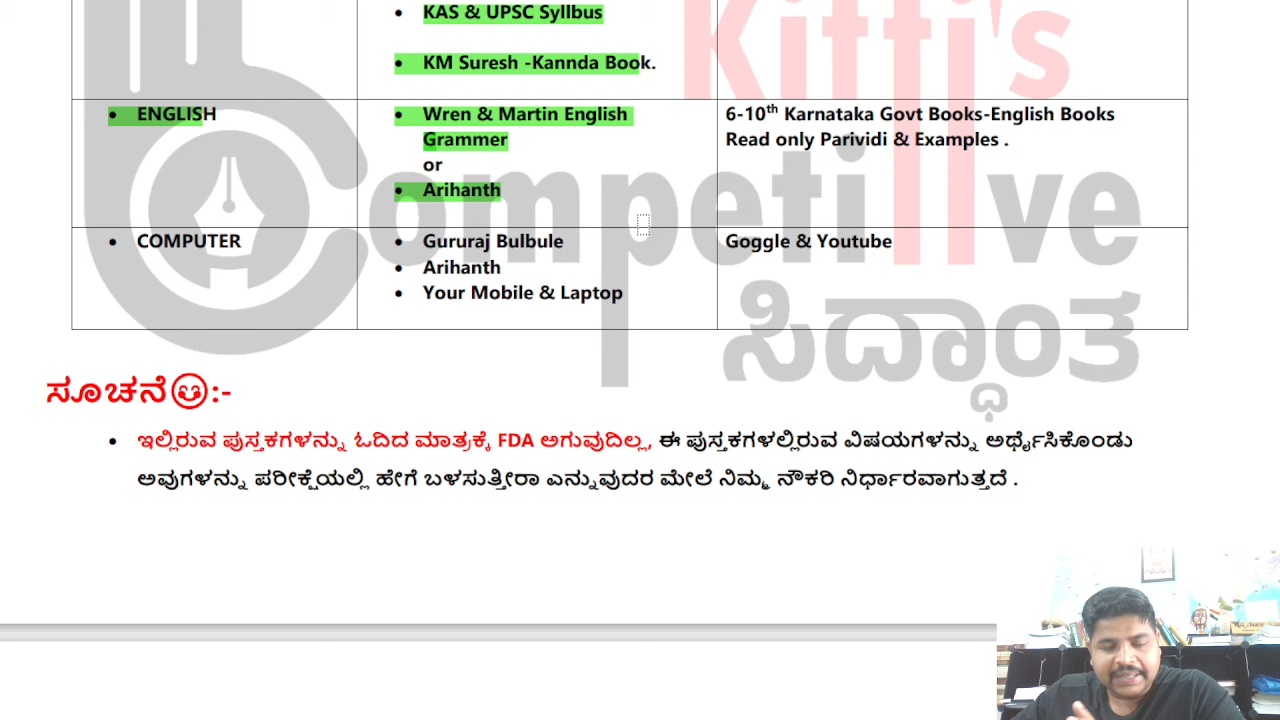 • KAS & UPSC Syllbus
• KM Suresh -Kannda Book.
• ENGLISH
• Wren & Martin English
Grammer
or
• Arihanth
6-10th Karnataka Govt Books-English Books
Read only Parividi & Examples .
• COMPUTER
• Gururaj Bulbule
• Arihanth
• Your Mobile & Laptop
Goggle & Youtube
Kitti's
Competitive
ಸಿದ್ಧಾಂತ
ಸೂಚನೆ:-
• ಇಲ್ಲಿರುವ ಪುಸ್ತಕಗಳನ್ನು ಓದಿದ ಮಾತ್ರಕ್ಕೆ FDA ಆಗುವುದಿಲ್ಲ, ಈ ಪುಸ್ತಕಗಳಲ್ಲಿರುವ ವಿಷಯಗಳನ್ನು ಅರ್ಥೈಸಿಕೊಂಡು
ಅವುಗಳನ್ನು ಪರೀಕ್ಷೆಯಲ್ಲಿ ಹೇಗೆ ಬಳಸುತ್ತೀರಾ ಎನ್ನುವುದರ ಮೇಲೆ ನಿಮ್ಮ ನೌಕರಿ ನಿರ್ಧಾರವಾಗುತ್ತದೆ .